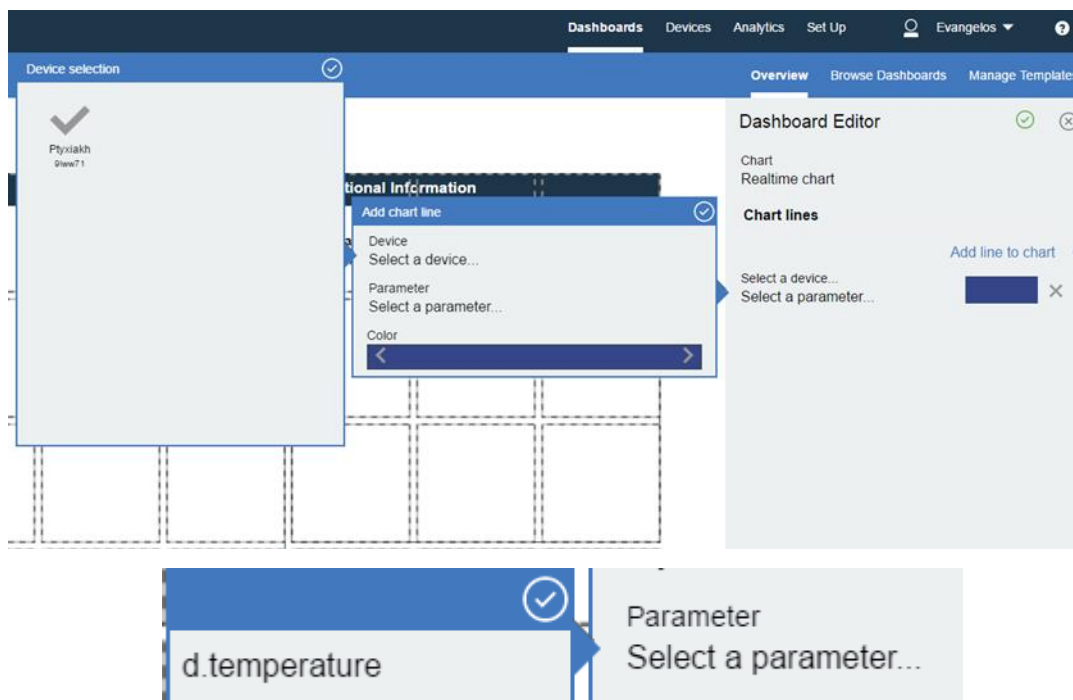 Dashboards Devices Analytics Set Up Evangelos
Device selection
Overview Browse Dashboards Manage Templates
Ptyxiakh
Dashboard Editor
Chart
Realtime chart
tional Information
Add chart line
Chart lines
Device
Select a device...
Add line to chart
Parameter
Select a parameter...
Select a device...
Select a parameter...
Color
d.temperature
Parameter
Select a parameter...